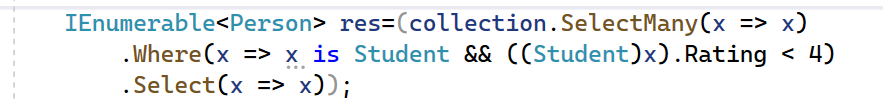 IEnumerable<Person> res=(collection.SelectMany(x => x)
.Where(x => x is Student && ((Student)x).Rating < 4)
.Select(x => x));